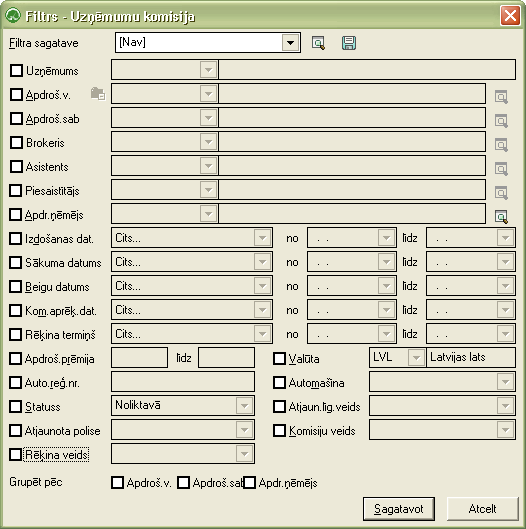 Filtrs - Uzņēmumu komisija
Filtra sagatave [Nav]
Uzņēmums
Apdroš.v.
Apdroš.sab
Brokeris
Asistents
Piesaistītājs
Apdr.ņēmējs
Izdošanas dat. Cits... no . . līdz . .
Sākuma datums Cits... no . . līdz . .
Beigu datums Cits... no . . līdz . .
Kom.aprēķ.dat. Cits... no . . līdz . .
Rēķina termiņš Cits... no . . līdz . .
Apdroš.prēmija līdz Valūta LVL Latvijas lats
Auto.reģ.nr. Automašīna
Statuss Noliktavā Atjaun.līg.veids
Atjaunota polise Komisiju veids
Rēķina veids
Grupēt pēc Apdroš.v. Apdroš.sab Apdr.ņēmējs
Sagatavot Atcelt